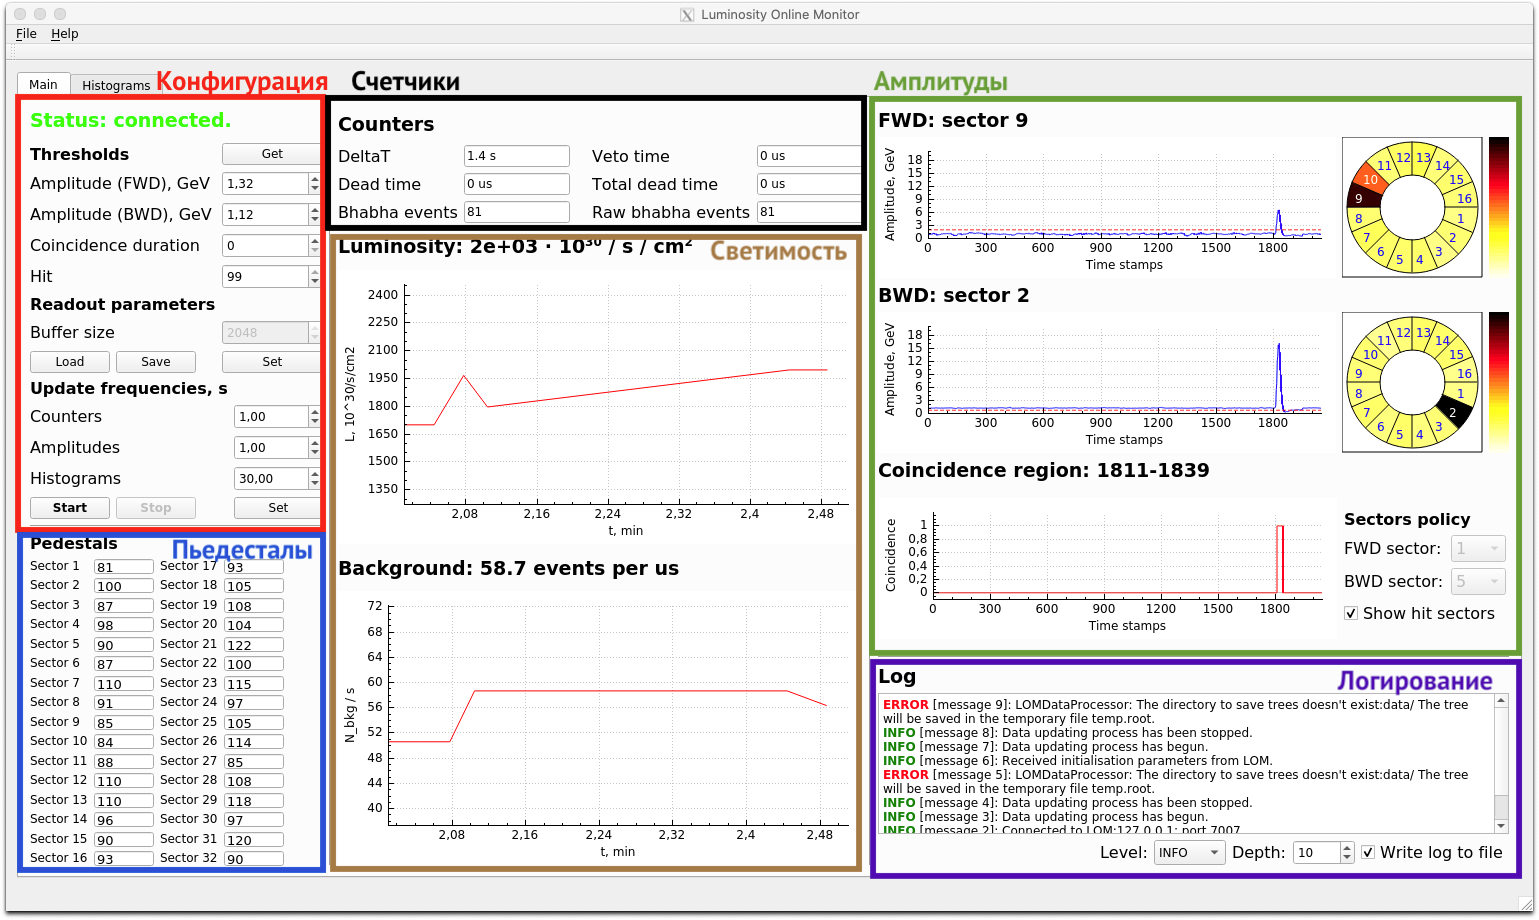 Luminosity Online Monitor
File Help
Main Histograms
Конфигурация
Status: connected.
Thresholds Get
Amplitude (FWD), GeV 1,32
Amplitude (BWD), GeV 1,12
Coincidence duration 0
Hit 99
Readout parameters
Buffer size 2048
Load Save Set
Update frequencies, s
Counters 1,00
Amplitudes 1,00
Histograms 30,00
Start Stop Set
Pedestals
Пьедесталы
Sector 1 81 Sector 17 93
Sector 2 100 Sector 18 105
Sector 3 87 Sector 19 108
Sector 4 98 Sector 20 104
Sector 5 90 Sector 21 122
Sector 6 87 Sector 22 100
Sector 7 110 Sector 23 115
Sector 8 91 Sector 24 97
Sector 9 85 Sector 25 105
Sector 10 84 Sector 26 114
Sector 11 88 Sector 27 85
Sector 12 110 Sector 28 108
Sector 13 110 Sector 29 118
Sector 14 96 Sector 30 97
Sector 15 90 Sector 31 120
Sector 16 93 Sector 32 90
Счетчики
Counters
DeltaT 1.4 s Veto time 0 us
Dead time 0 us Total dead time 0 us
Bhabha events 81 Raw bhabha events 81
Luminosity: 2e+03 · 10³⁰ / s / cm²
Светимость
L, 10^30/s/cm2
2400
2250
2100
1950
1800
1650
1500
1350
2,08 2,16 2,24 2,32 2,4 2,48
t, min
Background: 58.7 events per us
N_bkg / s
72
68
64
60
56
52
48
44
40
2,08 2,16 2,24 2,32 2,4 2,48
t, min
Амплитуды
FWD: sector 9
Amplitude, GeV
18
15
12
9
6
3
0
0 300 600 900 1200 1500 1800
Time stamps
1 2 3 4 5 6 7 8 9 10 11 12 13 14 15 16
BWD: sector 2
Amplitude, GeV
18
15
12
9
6
3
0
0 300 600 900 1200 1500 1800
Time stamps
1 2 3 4 5 6 7 8 9 10 11 12 13 14 15 16
Coincidence region: 1811-1839
Coincidence
1
0,8
0,6
0,4
0,2
0
0 300 600 900 1200 1500 1800
Time stamps
Sectors policy
FWD sector: 1
BWD sector: 5
Show hit sectors
Log
Логирование
ERROR [message 9]: LOMDataProcessor: The directory to save trees doesn't exist:data/ The tree
will be saved in the temporary file temp.root.
INFO [message 8]: Data updating process has been stopped.
INFO [message 7]: Data updating process has begun.
INFO [message 6]: Received initialisation parameters from LOM.
ERROR [message 5]: LOMDataProcessor: The directory to save trees doesn't exist:data/ The tree
will be saved in the temporary file temp.root.
INFO [message 4]: Data updating process has been stopped.
INFO [message 3]: Data updating process has begun.
INFO [message 2]: Connected to LOM:127.0.0.1; port 7007
Level: INFO Depth: 10 Write log to file